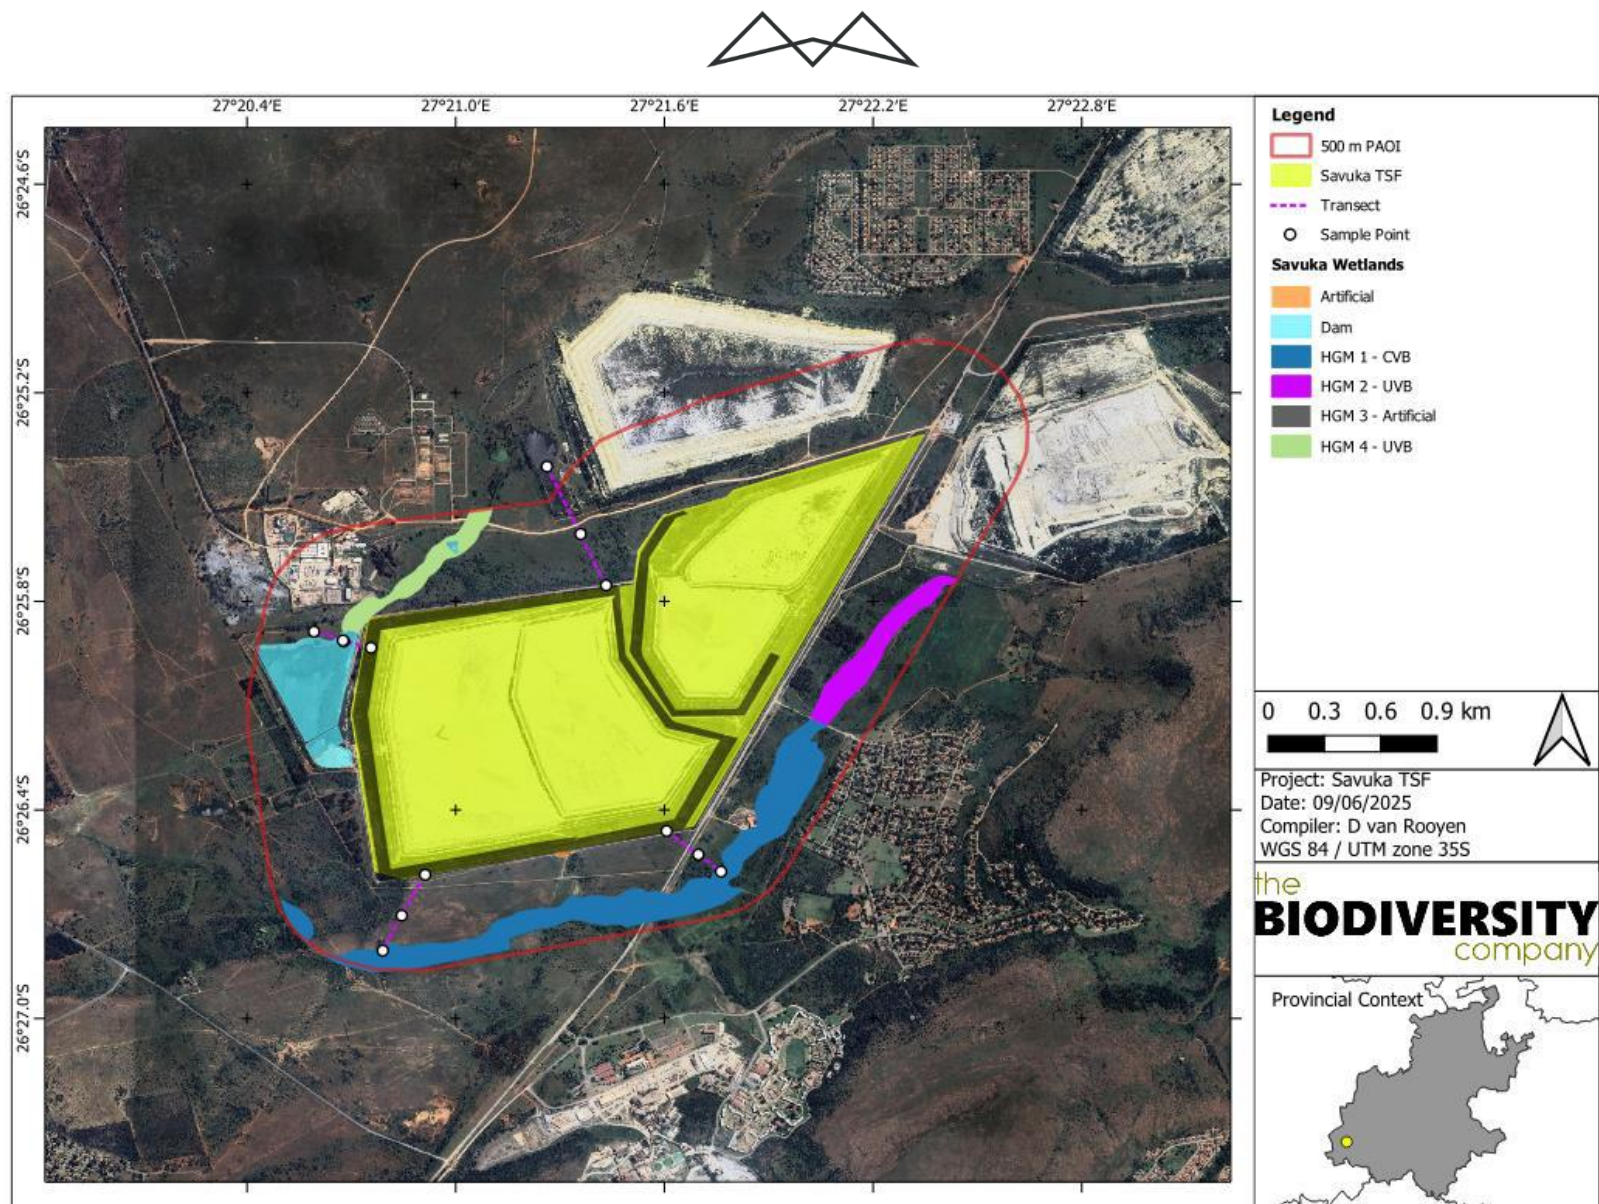 27°20.4'E 27°21.0'E 27°21.6'E 27°22.2'E 27°22.8'E
26°24.6'S
26°25.2'S
26°25.8'S
26°26.4'S
26°27.0'S
Legend
500 m PAOI
Savuka TSF
Transect
Sample Point
Savuka Wetlands
Artificial
Dam
HGM 1 - CVB
HGM 2 - UVB
HGM 3 - Artificial
HGM 4 - UVB
0 0.3 0.6 0.9 km
Project: Savuka TSF
Date: 09/06/2025
Compiler: D van Rooyen
WGS 84 / UTM zone 35S
the
BIODIVERSITY
company
Provincial Context